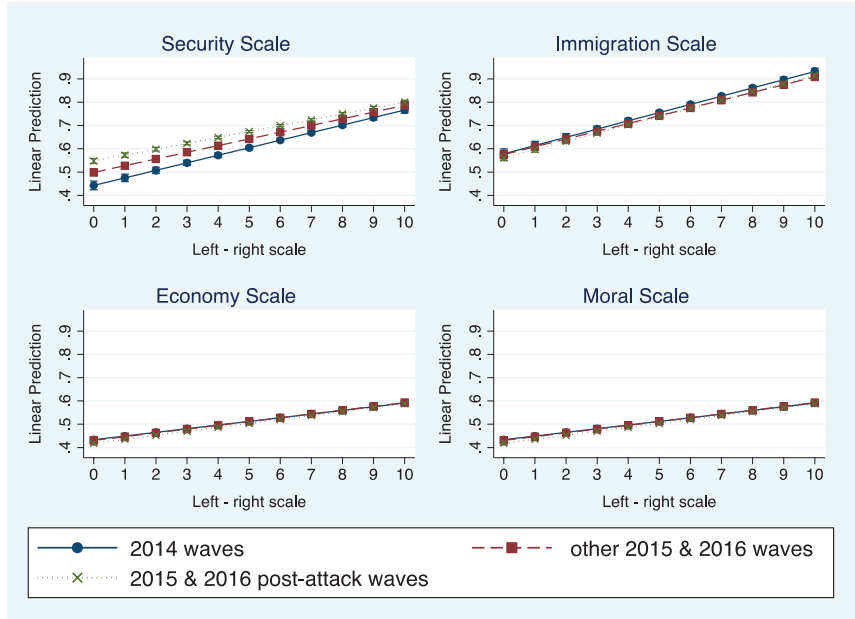 Security Scale
Linear Prediction
.9
.8
.7
.6
.5
.4
0 1 2 3 4 5 6 7 8 9 10
Left - right scale
Immigration Scale
Linear Prediction
.9
.8
.7
.6
.5
.4
0 1 2 3 4 5 6 7 8 9 10
Left - right scale
Economy Scale
Linear Prediction
.9
.8
.7
.6
.5
.4
0 1 2 3 4 5 6 7 8 9 10
Left - right scale
Moral Scale
Linear Prediction
.9
.8
.7
.6
.5
.4
0 1 2 3 4 5 6 7 8 9 10
Left - right scale
2014 waves
other 2015 & 2016 waves
2015 & 2016 post-attack waves